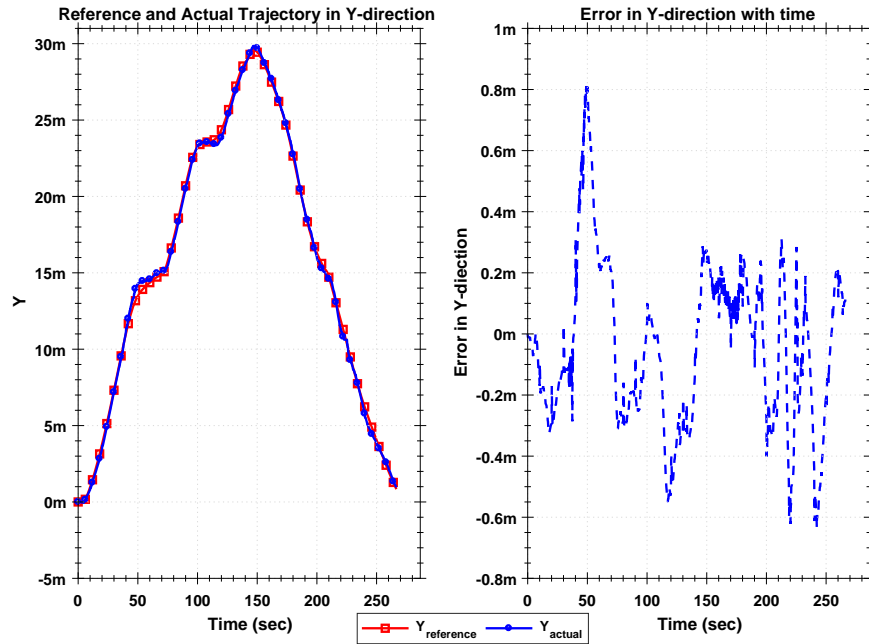 Reference and Actual Trajectory in Y-direction
30m
25m
20m
15m
10m
5m
0m
-5m
Y
0 50 100 150 200 250
Time (sec)
Error in Y-direction with time
1m
0.8m
0.6m
0.4m
0.2m
0m
-0.2m
-0.4m
-0.6m
-0.8m
Error in Y-diection
0 50 100 150 200 250
Time (sec)
Y_reference Y_actual